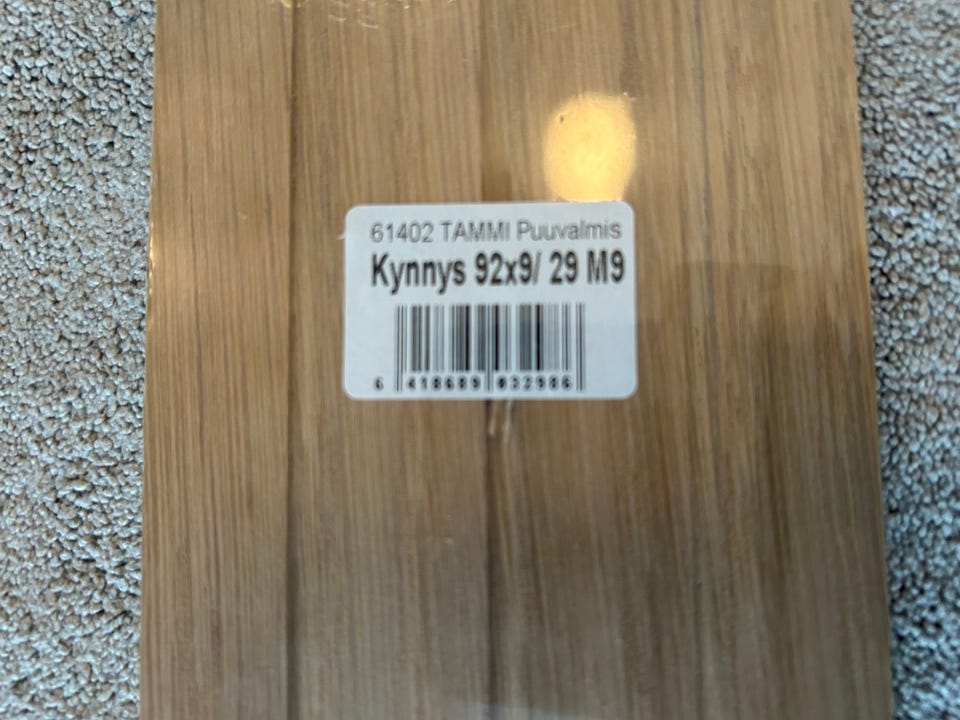 61402 TAMMI Puuvalmis
Kynnys 92x9/ 29 M9
6 418689 032986